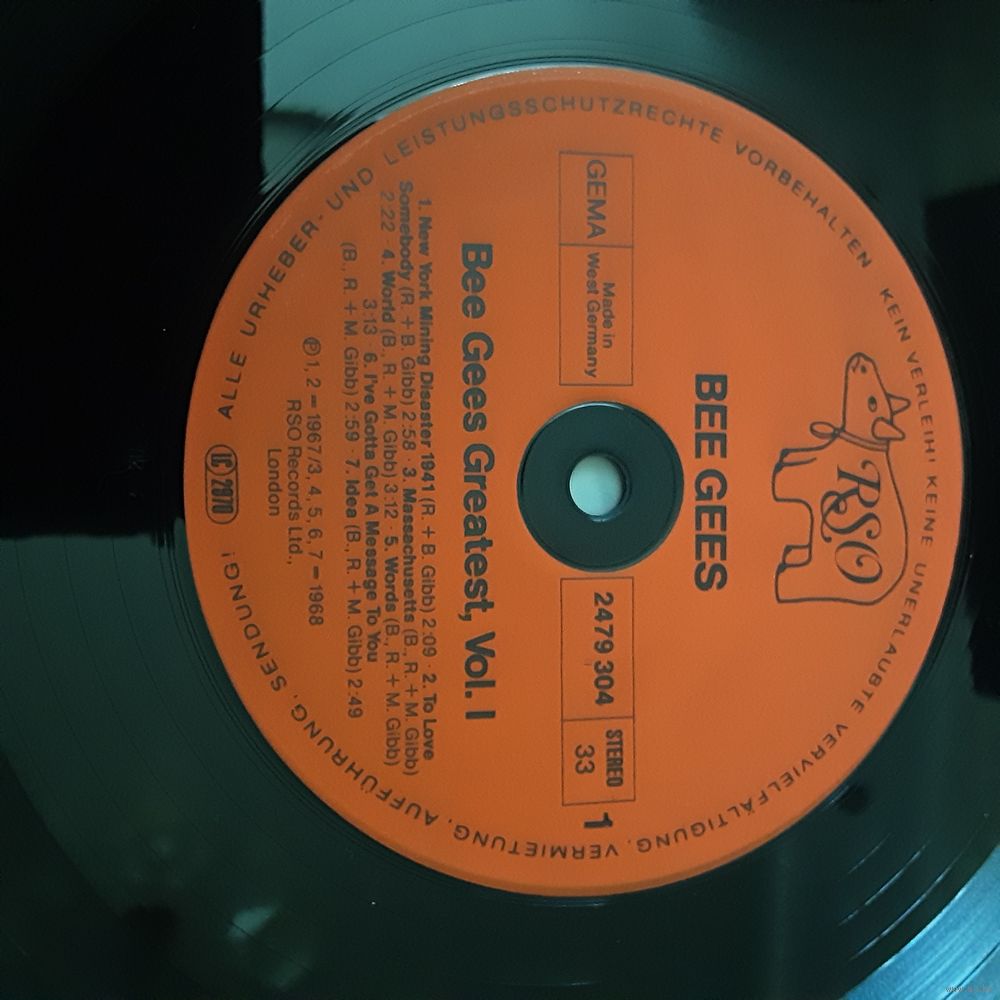 ALLE URHEBER- UND LEISTUNGSSCHUTZRECHTE VORBEHALTEN · KEIN VERLEIH! KEINE UNERLAUBTE VERVIELFÄLTIGUNG, VERMIETUNG, AUFFÜHRUNG, SENDUNG!
RSO
BEE GEES
GEMA
Made in
West Germany
2479 304
STEREO
33
1
Bee Gees Greatest, Vol. I
1. New York Mining Disaster 1941 (R. + B. Gibb) 2:09 · 2. To Love
Somebody (R. + B. Gibb) 2:58 · 3. Massachusetts (B., R. + M. Gibb)
2:22 · 4. World (B., R. + M. Gibb) 3:12 · 5. Words (B., R. + M. Gibb)
3:13 · 6. I've Gotta Get A Message To You
(B., R. + M. Gibb) 2:59 · 7. Idea (B., R. + M. Gibb) 2:49
℗ 1, 2 = 1967/3, 4, 5, 6, 7 = 1968
RSO Records Ltd.,
London
LC 2970